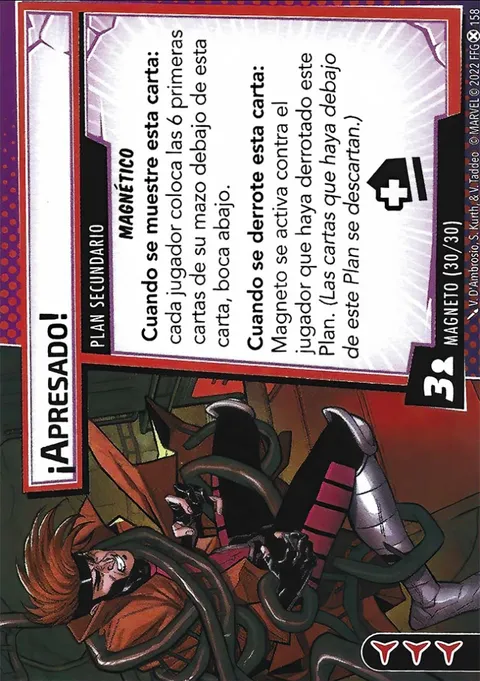 ¡APRESADO!
PLAN SECUNDARIO
MAGNÉTICO
Cuando se muestre esta carta:
cada jugador coloca las 6 primeras
cartas de su mazo debajo de esta
carta, boca abajo.
Cuando se derrote esta carta:
Magneto se activa contra el
jugador que haya derrotado este
Plan. (Las cartas que haya debajo
de este Plan se descartan.)
3
MAGNETO (30/30)
V. D'Ambrosio, S. Kurth, & V. Taddeo © MARVEL © 2022 FFG 158